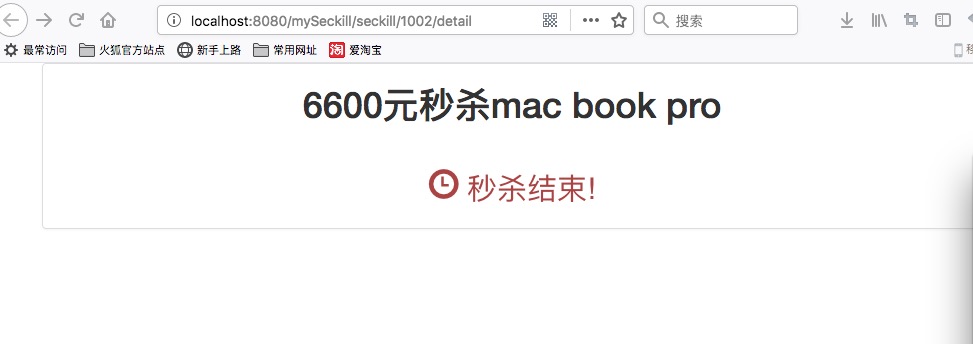 localhost:8080/mySeckill/seckill/1002/detail
搜索
最常访问 火狐官方站点 新手上路 常用网址 淘 爱淘宝
6600元秒杀mac book pro
秒杀结束!